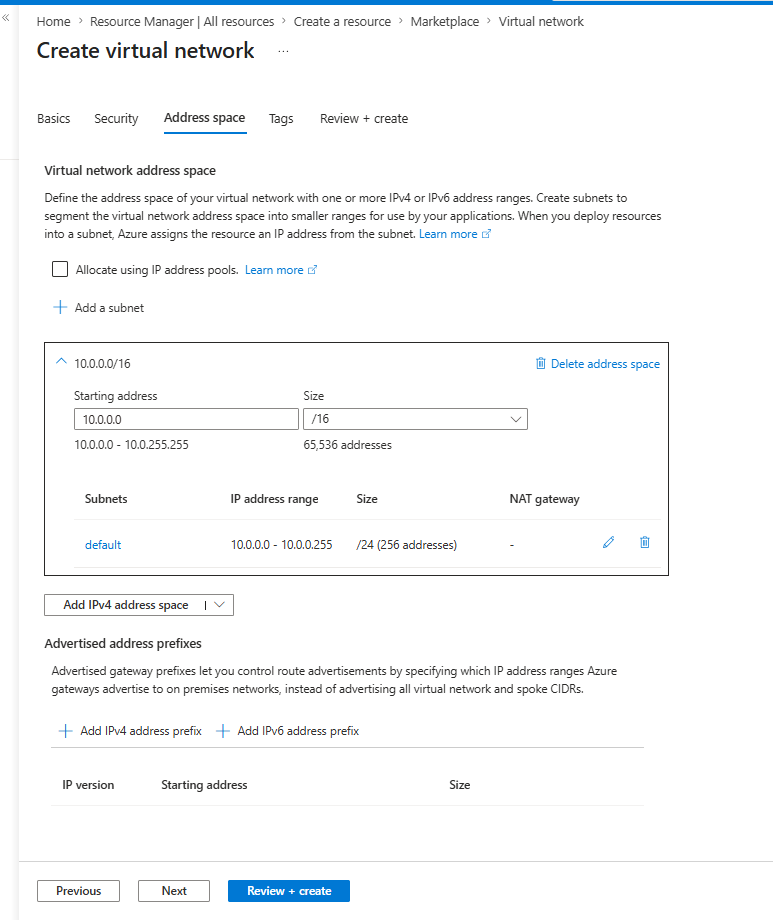 «
Home > Resource Manager | All resources > Create a resource > Marketplace > Virtual network
Create virtual network ...
Basics Security Address space Tags Review + create
Virtual network address space
Define the address space of your virtual network with one or more IPv4 or IPv6 address ranges. Create subnets to
segment the virtual network address space into smaller ranges for use by your applications. When you deploy resources
into a subnet, Azure assigns the resource an IP address from the subnet. Learn more
Allocate using IP address pools. Learn more
+ Add a subnet
10.0.0.0/16 Delete address space
Starting address Size
10.0.0.0 /16
10.0.0.0 - 10.0.255.255 65,536 addresses
Subnets IP address range Size NAT gateway
default 10.0.0.0 - 10.0.0.255 /24 (256 addresses) -
Add IPv4 address space |
Advertised address prefixes
Advertised gateway prefixes let you control route advertisements by specifying which IP address ranges Azure
gateways advertise to on premises networks, instead of advertising all virtual network and spoke CIDRs.
+ Add IPv4 address prefix + Add IPv6 address prefix
IP version Starting address Size
Previous Next Review + create